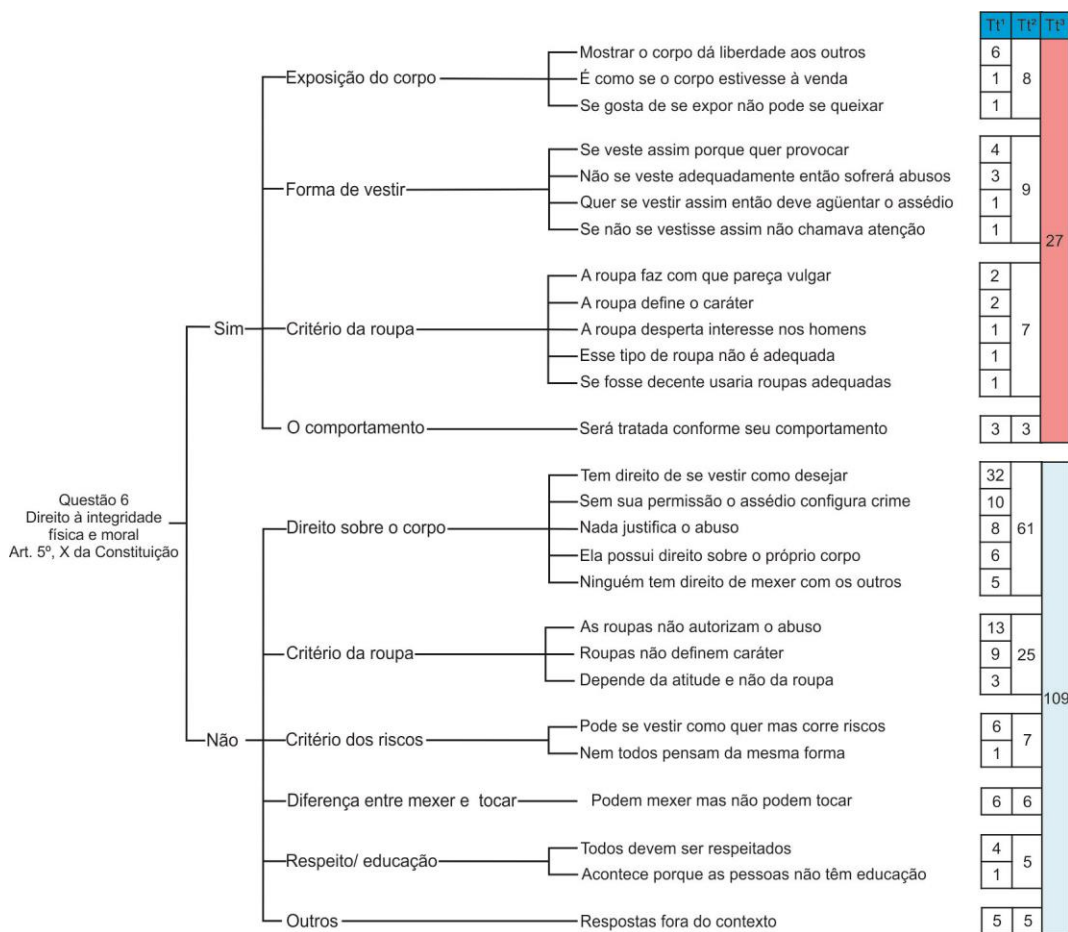 Tt¹ Tt² Tt³
Exposição do corpo
Mostrar o corpo dá liberdade aos outros 6
É como se o corpo estivesse à venda 1 8
Se gosta de se expor não pode se queixar 1
Se veste assim porque quer provocar 4
Forma de vestir
Não se veste adequadamente então sofrerá abusos 3
9
Quer se vestir assim então deve agüentar o assédio 1
Se não se vestisse assim não chamava atenção 1
27
A roupa faz com que pareça vulgar 2
A roupa define o caráter 2
Sim
Critério da roupa
A roupa desperta interesse nos homens 1 7
Esse tipo de roupa não é adequada 1
Se fosse decente usaria roupas adequadas 1
O comportamento
Será tratada conforme seu comportamento 3 3
Questão 6
Direito à integridade
física e moral
Art. 5º, X da Constituição
Tem direito de se vestir como desejar 32
Sem sua permissão o assédio configura crime 10
Direito sobre o corpo
Nada justifica o abuso 8 61
Ela possui direito sobre o próprio corpo 6
Ninguém tem direito de mexer com os outros 5
As roupas não autorizam o abuso 13
Critério da roupa
Roupas não definem caráter 9 25
Depende da atitude e não da roupa 3
109
Não
Critério dos riscos
Pode se vestir como quer mas corre riscos 6
7
Nem todos pensam da mesma forma 1
Diferença entre mexer e tocar
Podem mexer mas não podem tocar 6 6
Respeito/ educação
Todos devem ser respeitados 4
5
Acontece porque as pessoas não têm educação 1
Outros
Respostas fora do contexto 5 5